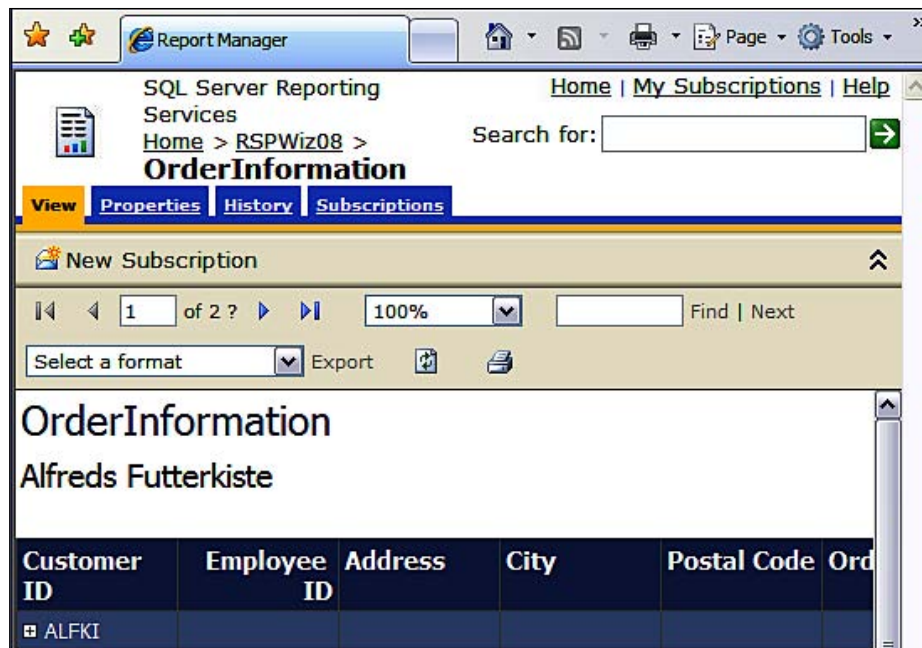 Report Manager
Page
Tools
»
SQL Server Reporting
Services
Home > RSPWiz08 >
OrderInformation
Home | My Subscriptions | Help
Search for:
View Properties History Subscriptions
New Subscription
1 of 2 ? 100% Find | Next
Select a format Export
OrderInformation
Alfreds Futterkiste
Customer ID Employee ID Address City Postal Code Ord
ALFKI